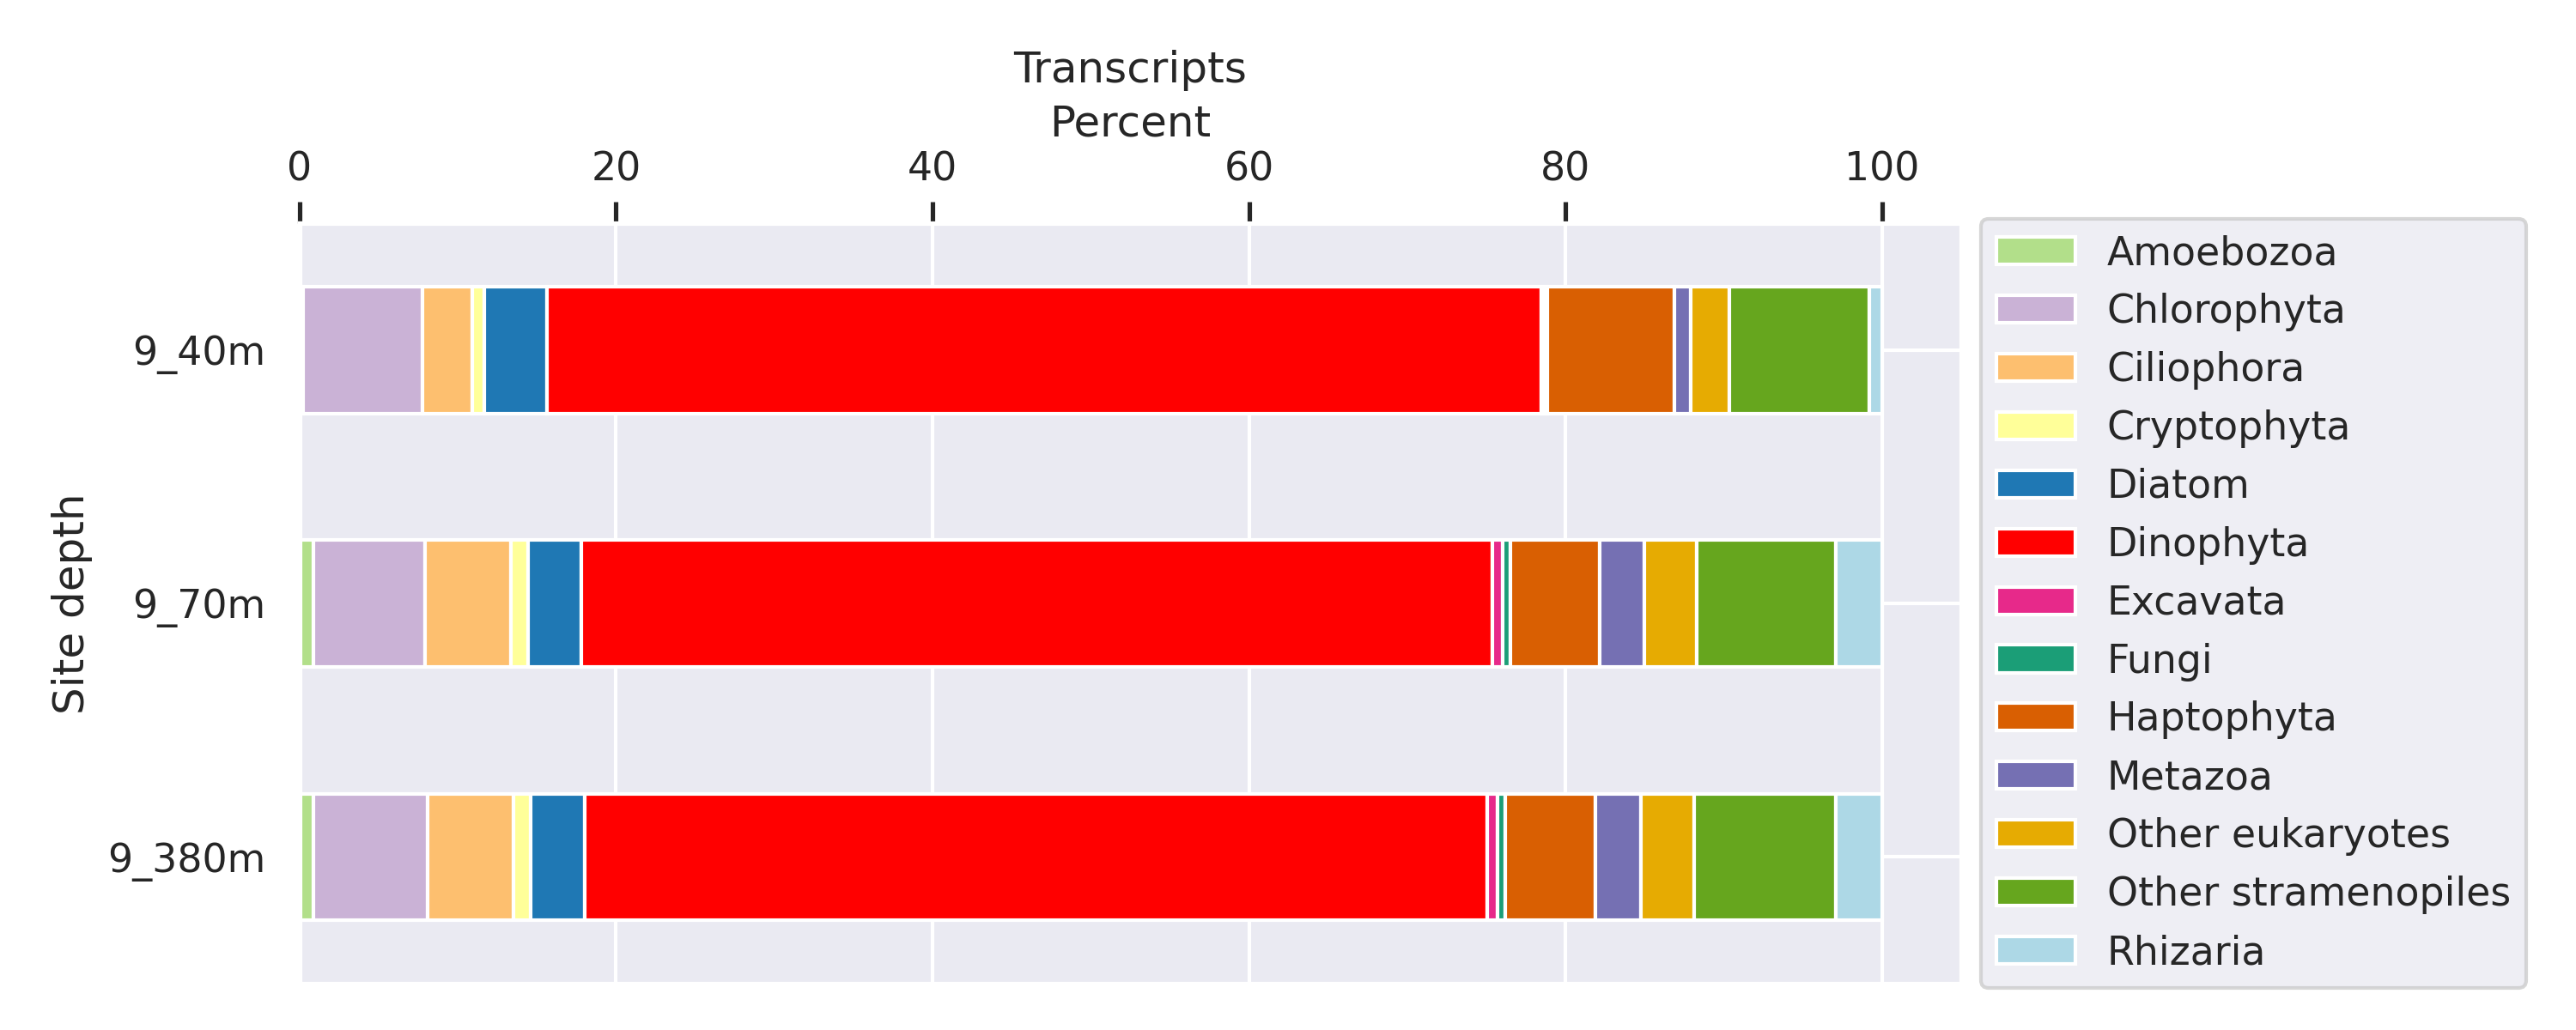 Transcripts
Percent
0 20 40 60 80 100
Site depth
9_40m
9_70m
9_380m
Amoebozoa
Chlorophyta
Ciliophora
Cryptophyta
Diatom
Dinophyta
Excavata
Fungi
Haptophyta
Metazoa
Other eukaryotes
Other stramenopiles
Rhizaria